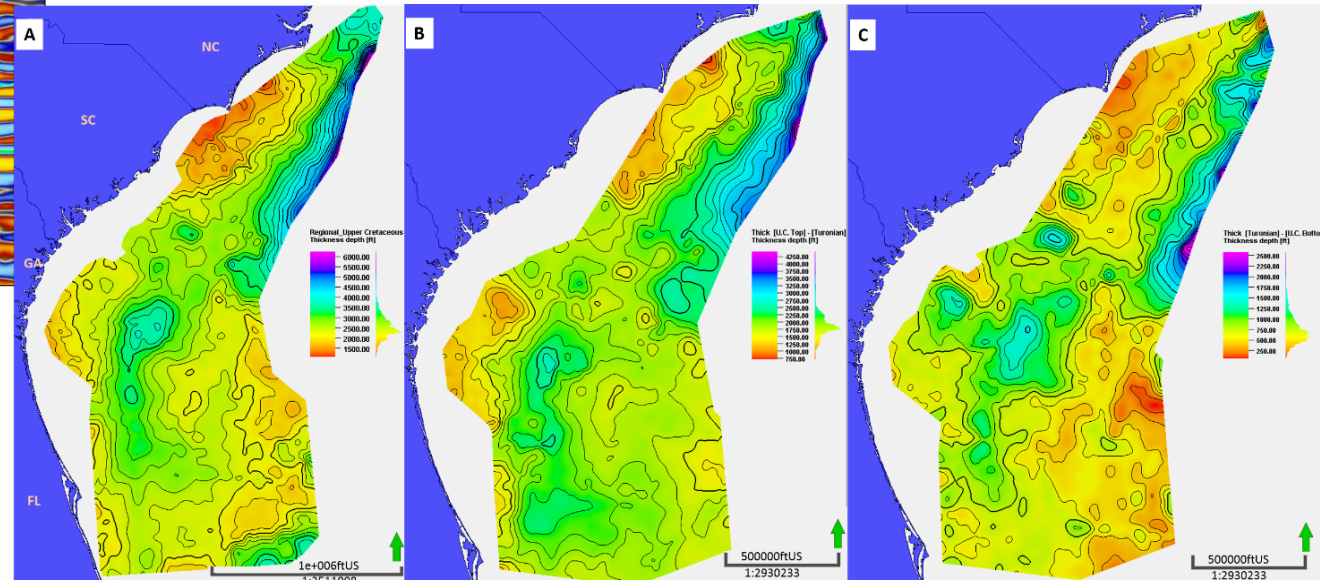 A
NC
SC
GA
FL
Regional_Upper Cretaceous
Thickness depth [ft]
6000.00
5500.00
5000.00
4500.00
4000.00
3500.00
3000.00
2500.00
2000.00
1500.00
1e+006ftUS
B
Thick [U.C. Top] - [Turonian]
Thickness depth [ft]
4250.00
4000.00
3750.00
3500.00
3250.00
3000.00
2750.00
2500.00
2250.00
2000.00
1750.00
1500.00
1250.00
1000.00
750.00
500000ftUS
1:2930233
C
Thick [Turonian] - [U.C. Botto
Thickness depth [ft]
2500.00
2250.00
2000.00
1750.00
1500.00
1250.00
1000.00
750.00
500.00
250.00
500000ftUS
1:2930233